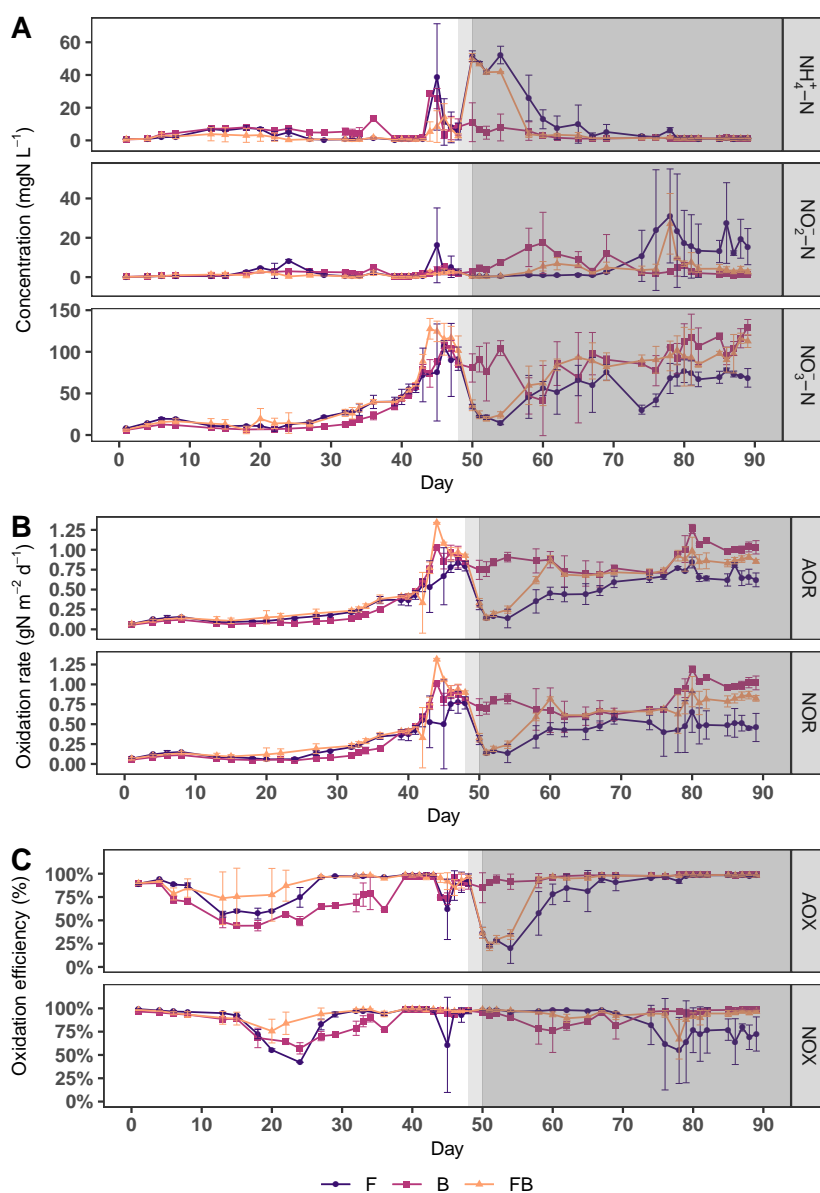 A
Concentration (mgN L⁻¹)
60
40
20
0
NH₄⁺–N
40
20
0
NO₂⁻–N
150
100
50
0
NO₃⁻–N
0 10 20 30 40 50 60 70 80 90
Day
B
Oxidation rate (gN m⁻² d⁻¹)
1.25
1.00
0.75
0.50
0.25
0.00
AOR
1.25
1.00
0.75
0.50
0.25
0.00
NOR
0 10 20 30 40 50 60 70 80 90
Day
C
Oxidation efficiency (%)
100%
75%
50%
25%
0%
AOX
100%
75%
50%
25%
0%
NOX
0 10 20 30 40 50 60 70 80 90
Day
F B FB